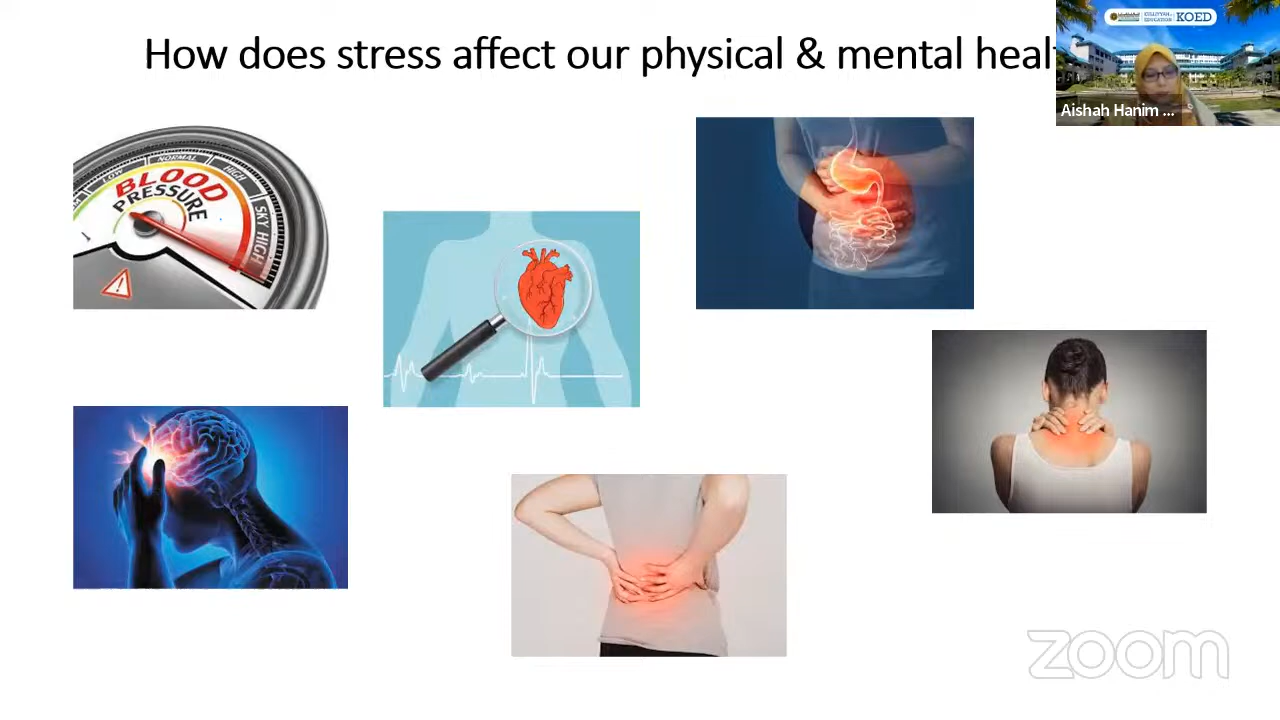 How does stress affect our physical & mental heal
KOED
Aishah Hanim ...
LOW
NORMAL
HIGH
SKY HIGH
BLOOD
PRESSURE
zoom